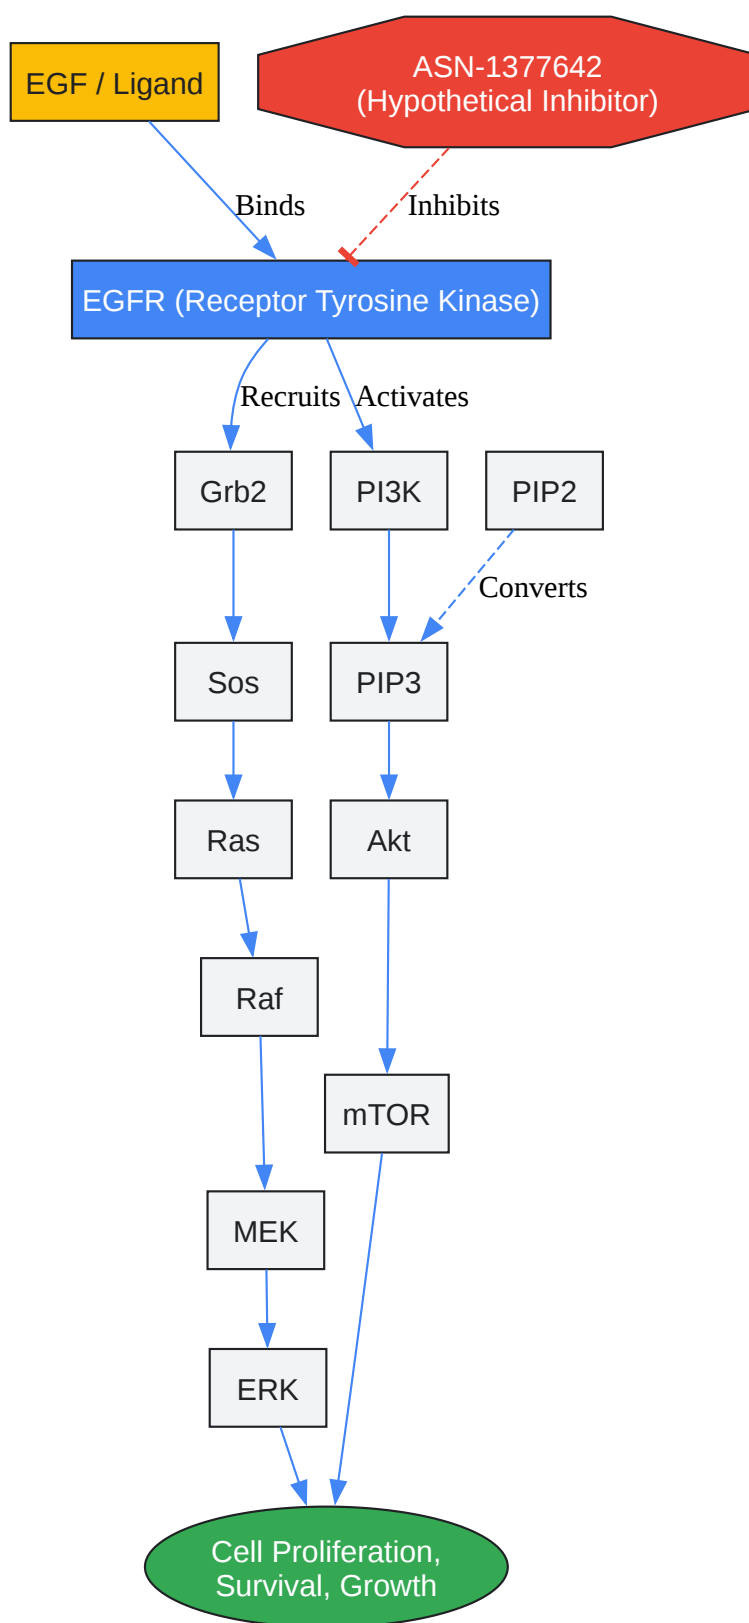 EGF / Ligand
ASN-1377642
(Hypothetical Inhibitor)
Binds
Inhibits
EGFR (Receptor Tyrosine Kinase)
Recruits
Activates
Grb2
PI3K
PIP2
Converts
Sos
PIP3
Ras
Akt
Raf
mTOR
MEK
ERK
Cell Proliferation,
Survival, Growth